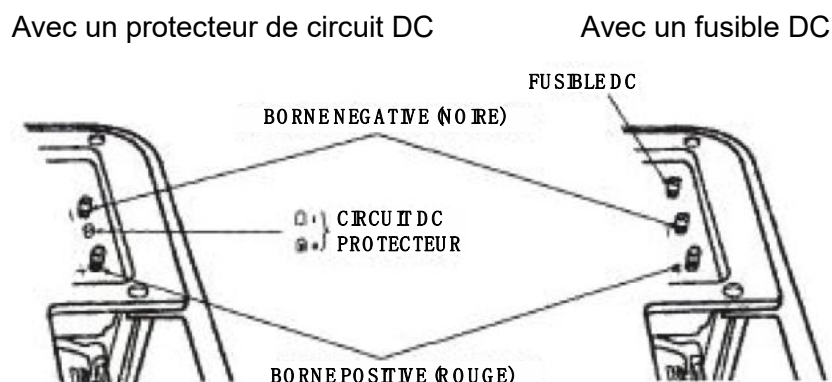 Avec un protecteur de circuit DC
Avec un fusible DC
FUSIBLE DC
BORNE NEGATIVE (NOIRE)
CIRCUIT DC
PROTECTEUR
BORNE POSITIVE (ROUGE)